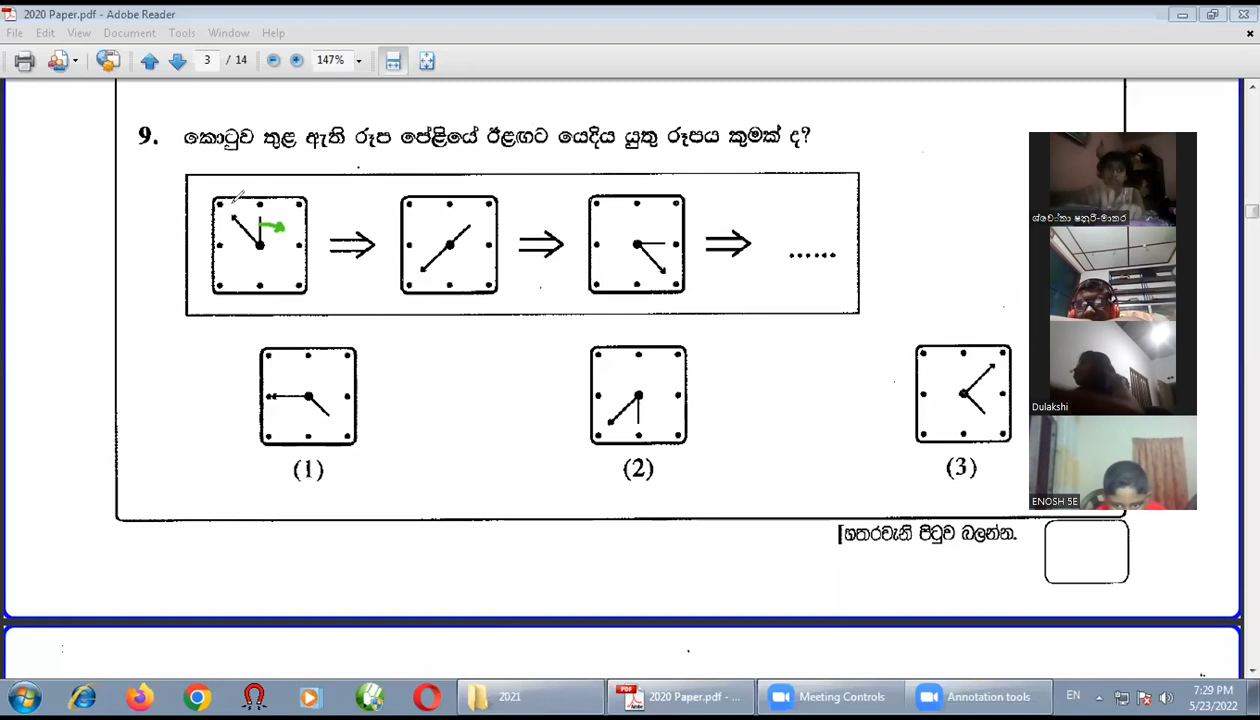 2020 Paper.pdf - Adobe Reader
File Edit View Document Tools Window Help
3 / 14 147%
9. කොටුව තුළ ඇති රූප පේළියේ ඊළඟට යෙදිය යුතු රූපය කුමක් ද?
......
(1) (2) (3)
[හතරවැනි පිටුව බලන්න.
Dulakshi
ENOSH 5E
2021 2020 Paper.pdf - ... Meeting Controls Annotation tools EN 7:29 PM
5/23/2022